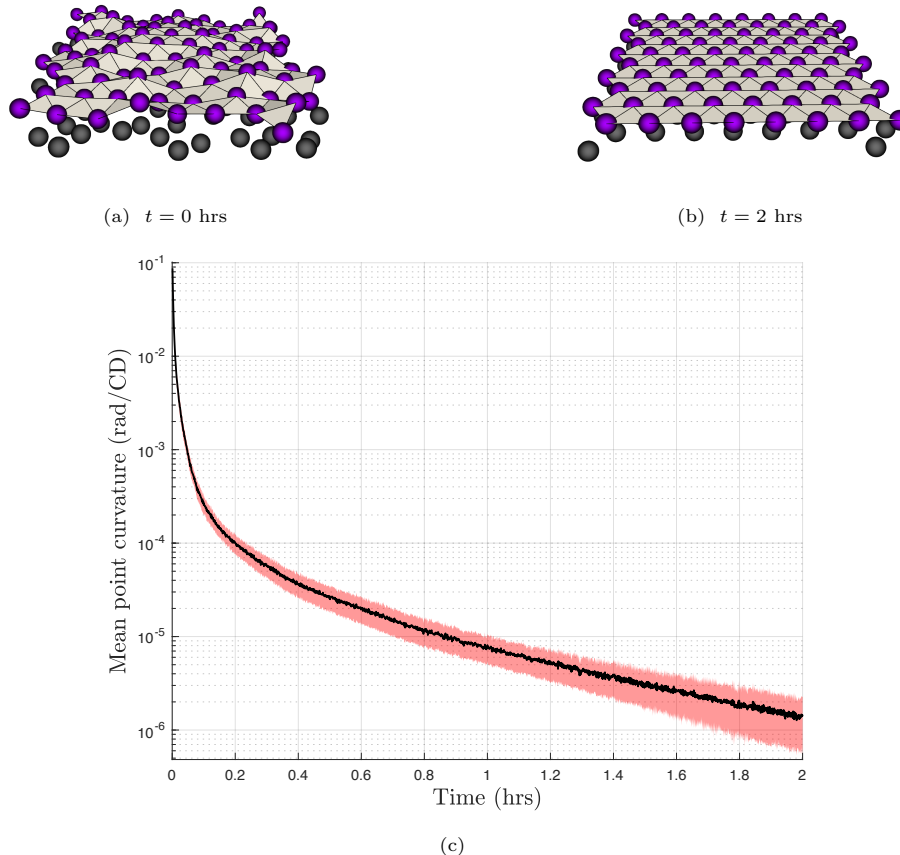 (a) t = 0 hrs
(b) t = 2 hrs
Mean point curvature (rad/CD)
10^-1
10^-2
10^-3
10^-4
10^-5
10^-6
0 0.2 0.4 0.6 0.8 1 1.2 1.4 1.6 1.8 2
Time (hrs)
(c)